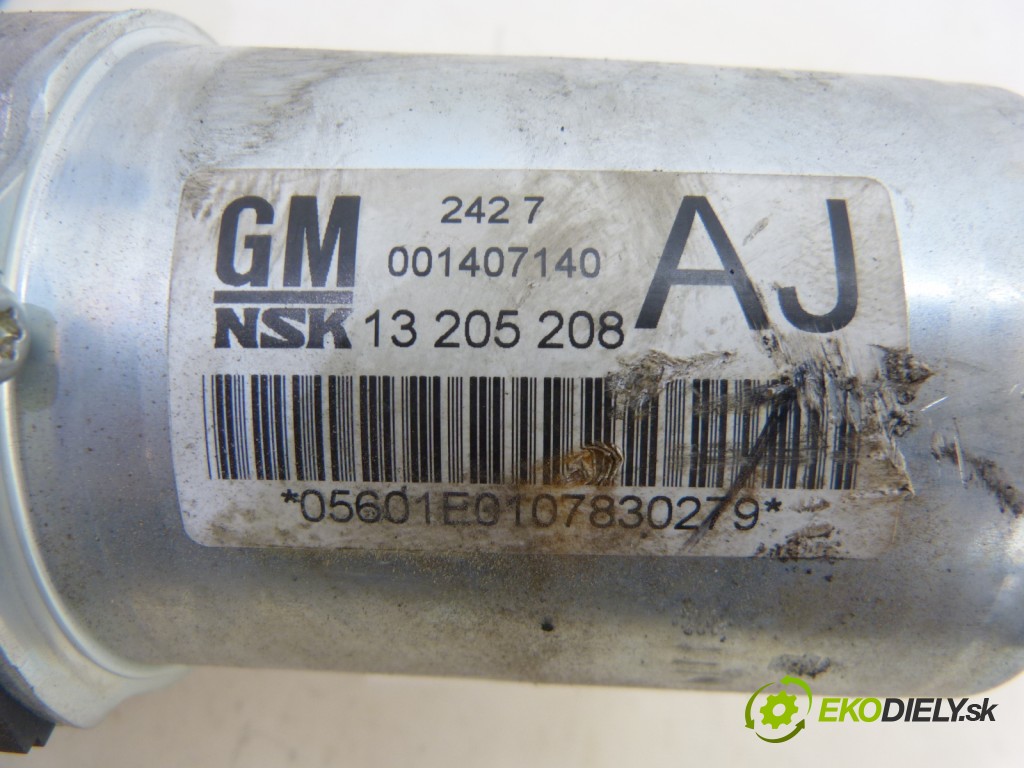 GM
NSK
242 7
001407140
13 205 208
AJ
*05601E0107830279*
EKODIELY.sk